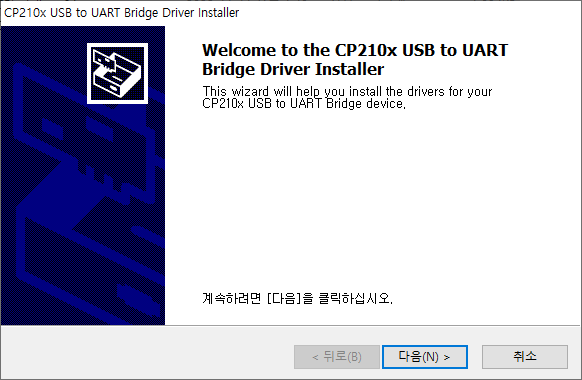 CP210x USB to UART Bridge Driver Installer
Welcome to the CP210x USB to UART
Bridge Driver Installer
This wizard will help you install the drivers for your
CP210x USB to UART Bridge device.
계속하려면 [다음]을 클릭하십시오.
< 뒤로(B)
다음(N) >
취소